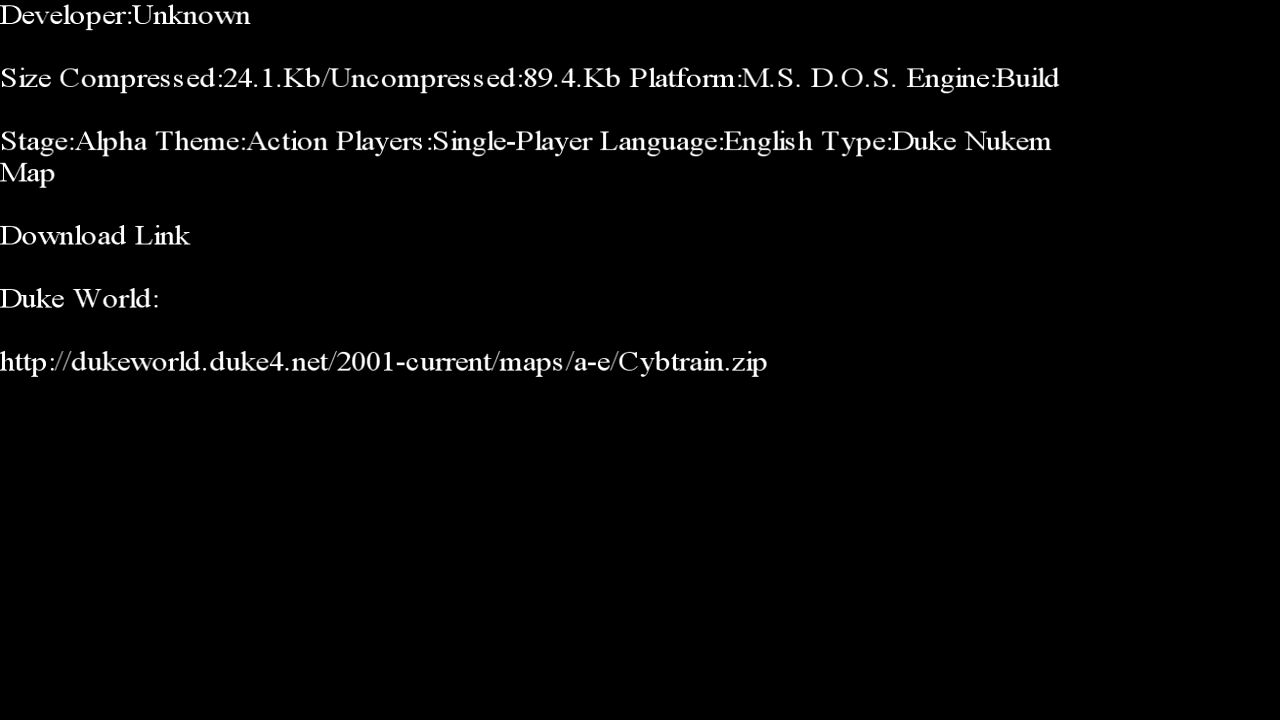 Developer:Unknown
Size Compressed:24.1.Kb/Uncompressed:89.4.Kb Platform:M.S. D.O.S. Engine:Build
Stage:Alpha Theme:Action Players:Single-Player Language:English Type:Duke Nukem
Map
Download Link
Duke World:
http://dukeworld.duke4.net/2001-current/maps/a-e/Cybtrain.zip